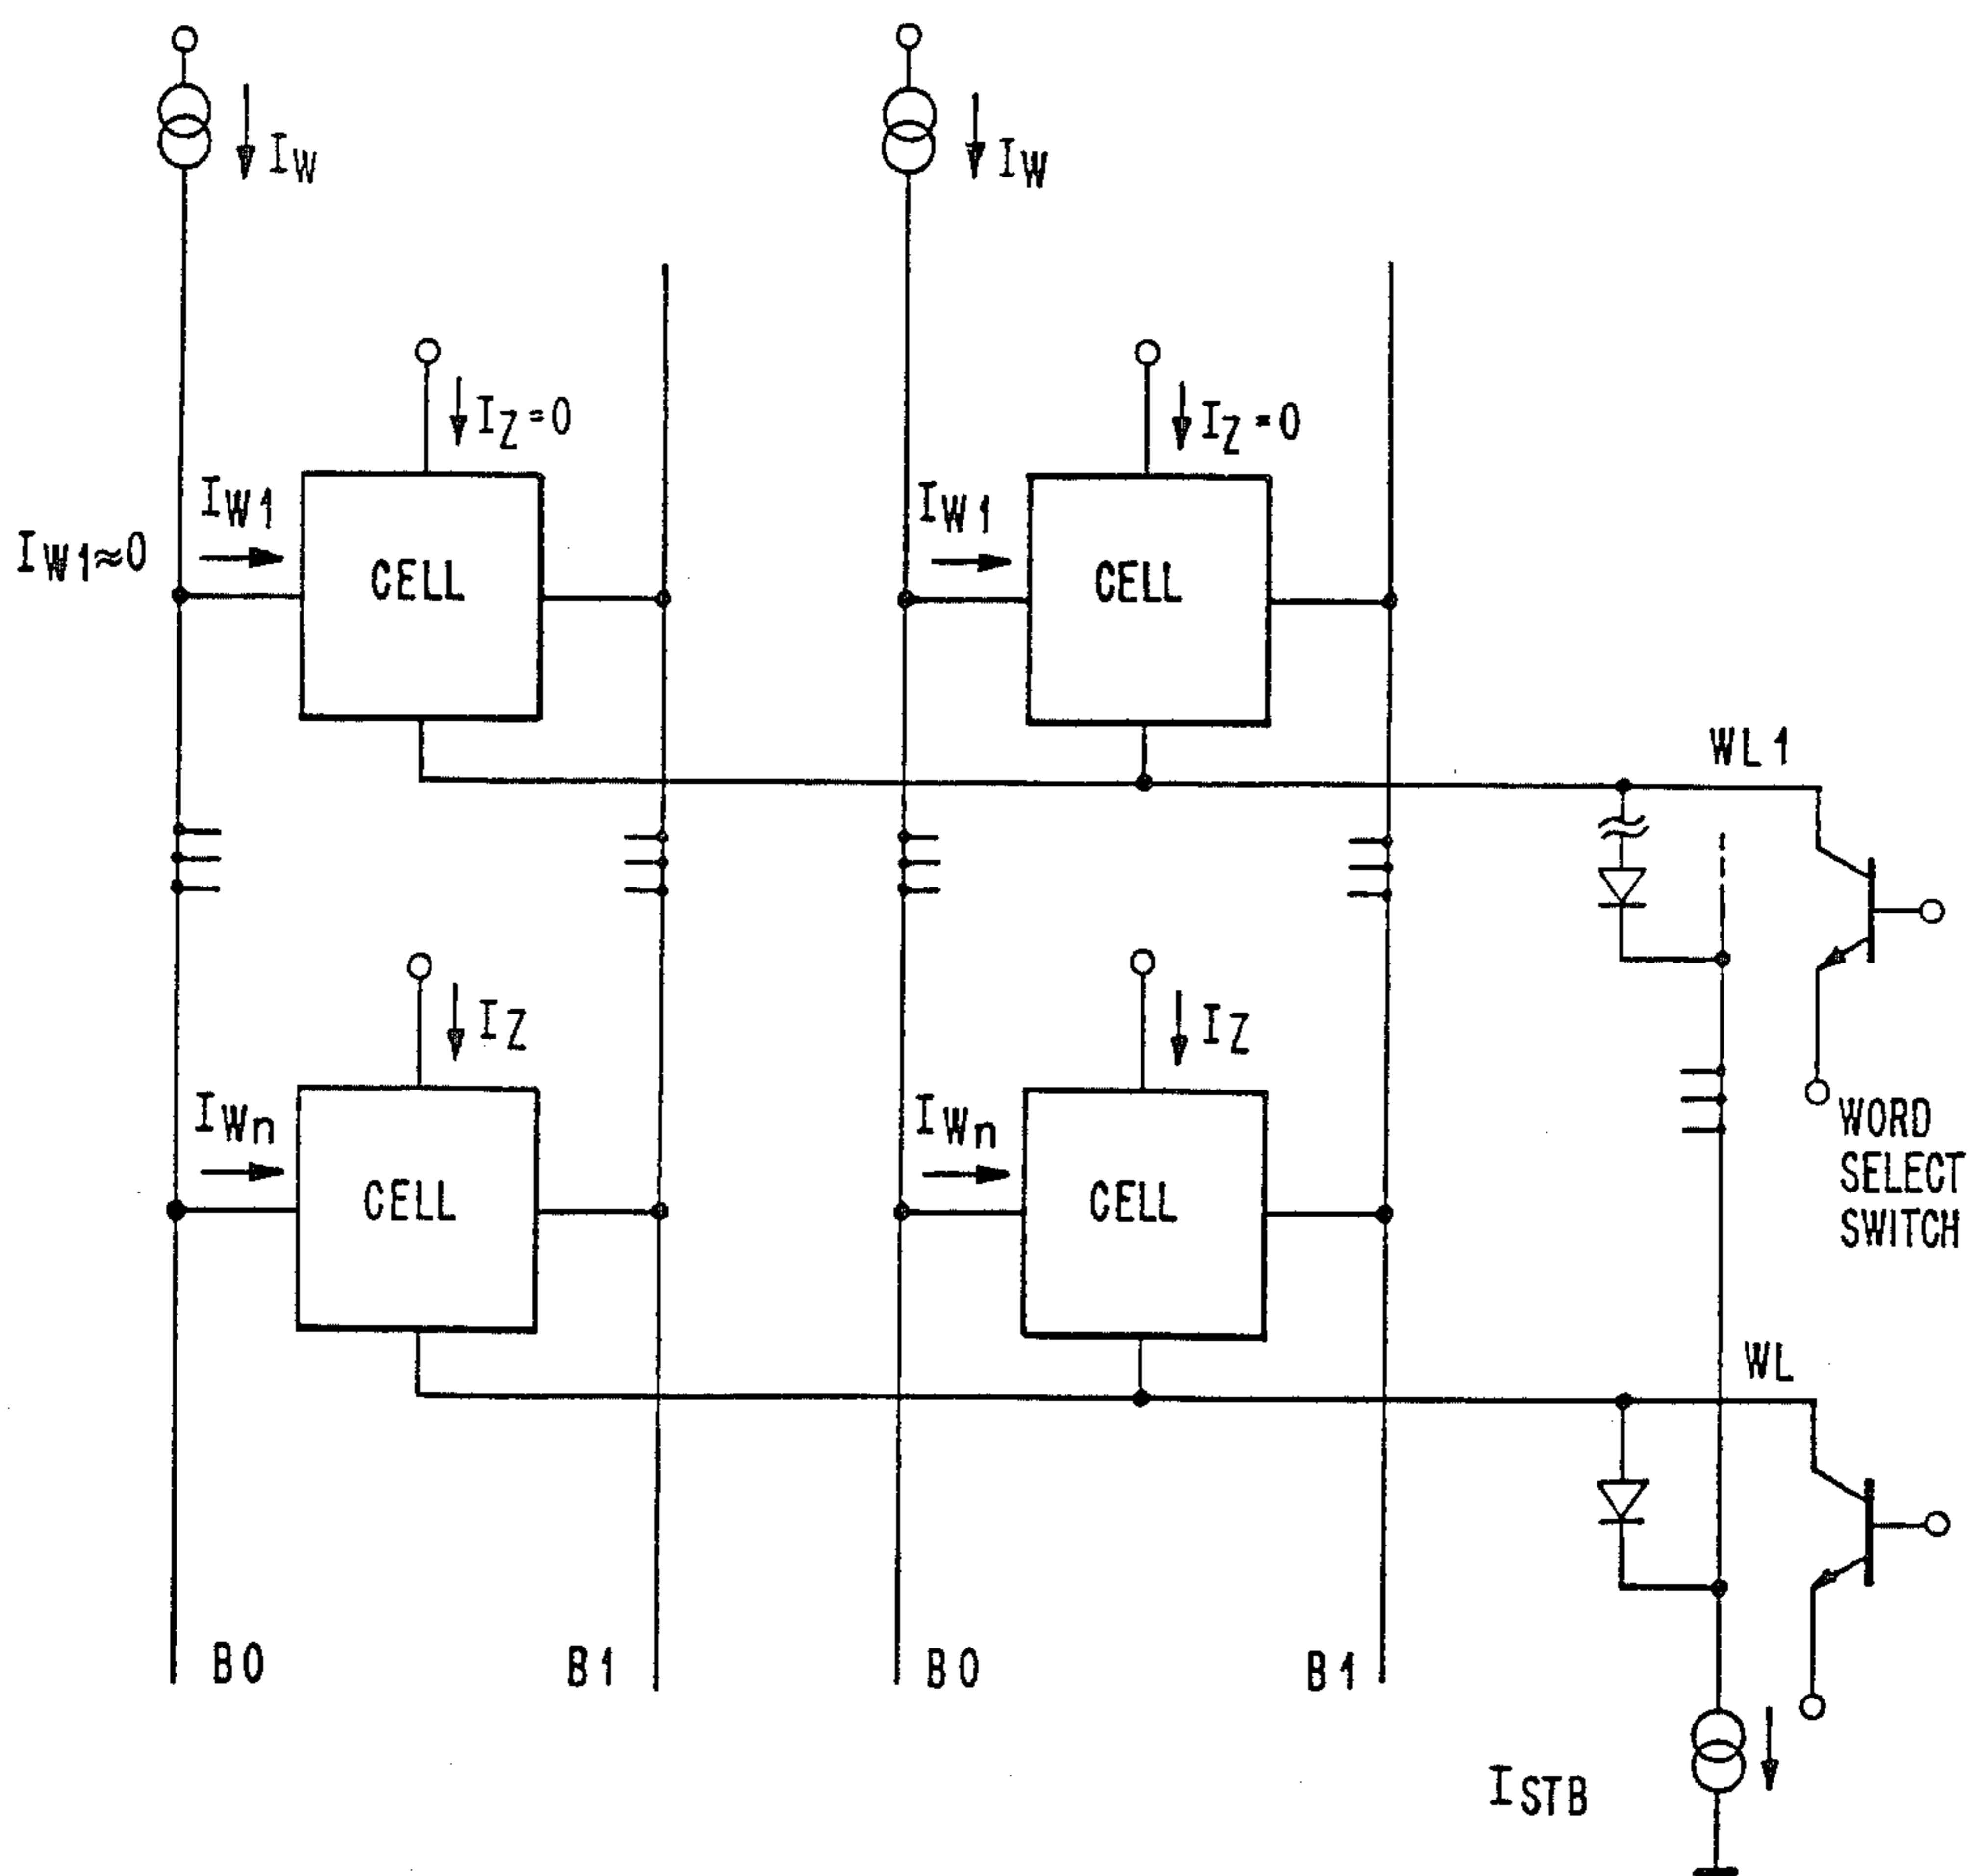 IW
IW
IZ=0
IZ=0
IW1
IW1
IW1≈0
CELL
CELL
WL1
IZ
IZ
IWn
IWn
WORD
SELECT
SWITCH
CELL
CELL
WL
B0
B1
B0
B1
ISTB